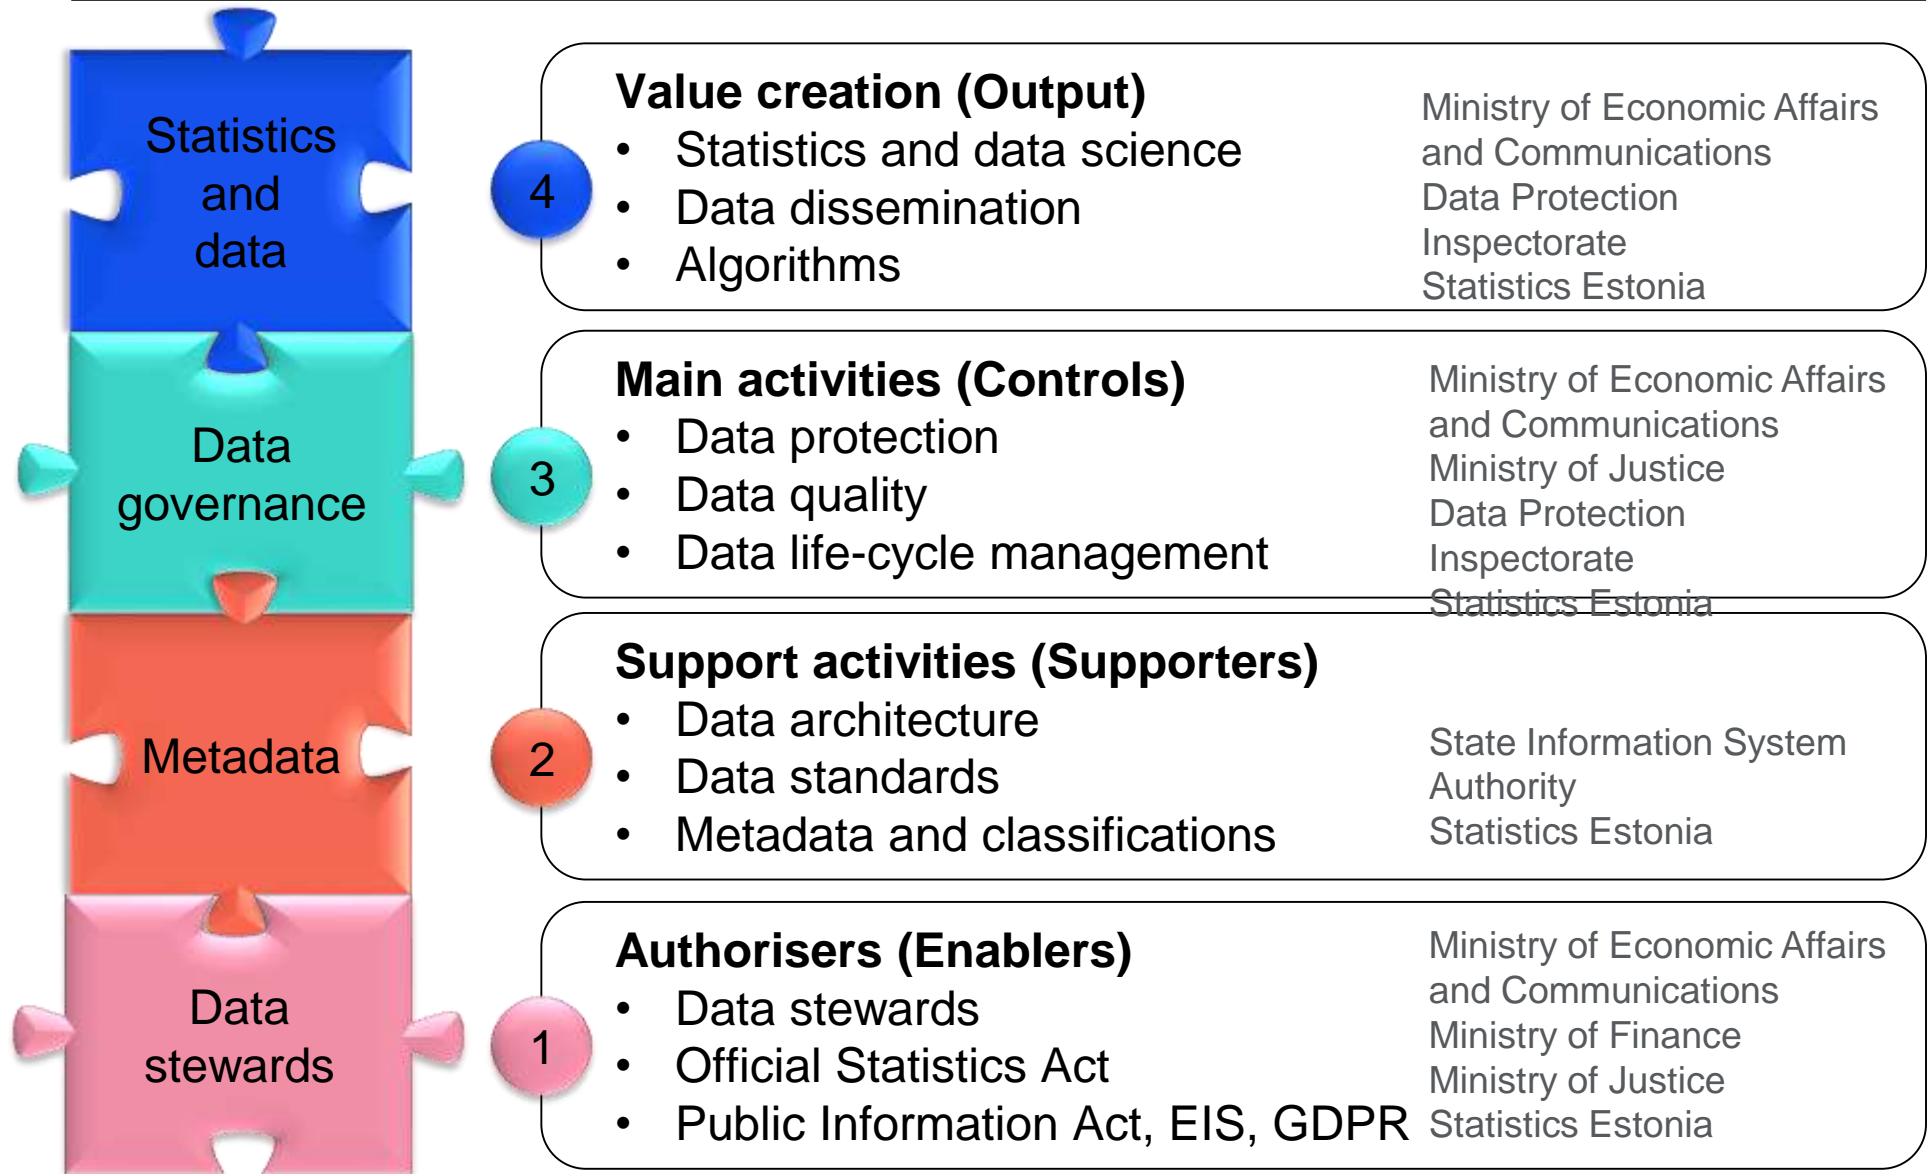 Statistics
and
data
4
Value creation (Output)
• Statistics and data science
• Data dissemination
• Algorithms
Ministry of Economic Affairs
and Communications
Data Protection
Inspectorate
Statistics Estonia
Data
governance
3
Main activities (Controls)
• Data protection
• Data quality
• Data life-cycle management
Ministry of Economic Affairs
and Communications
Ministry of Justice
Data Protection
Inspectorate
Statistics Estonia
Metadata
2
Support activities (Supporters)
• Data architecture
• Data standards
• Metadata and classifications
State Information System
Authority
Statistics Estonia
Data
stewards
1
Authorisers (Enablers)
• Data stewards
• Official Statistics Act
• Public Information Act, EIS, GDPR
Ministry of Economic Affairs
and Communications
Ministry of Finance
Ministry of Justice
Statistics Estonia